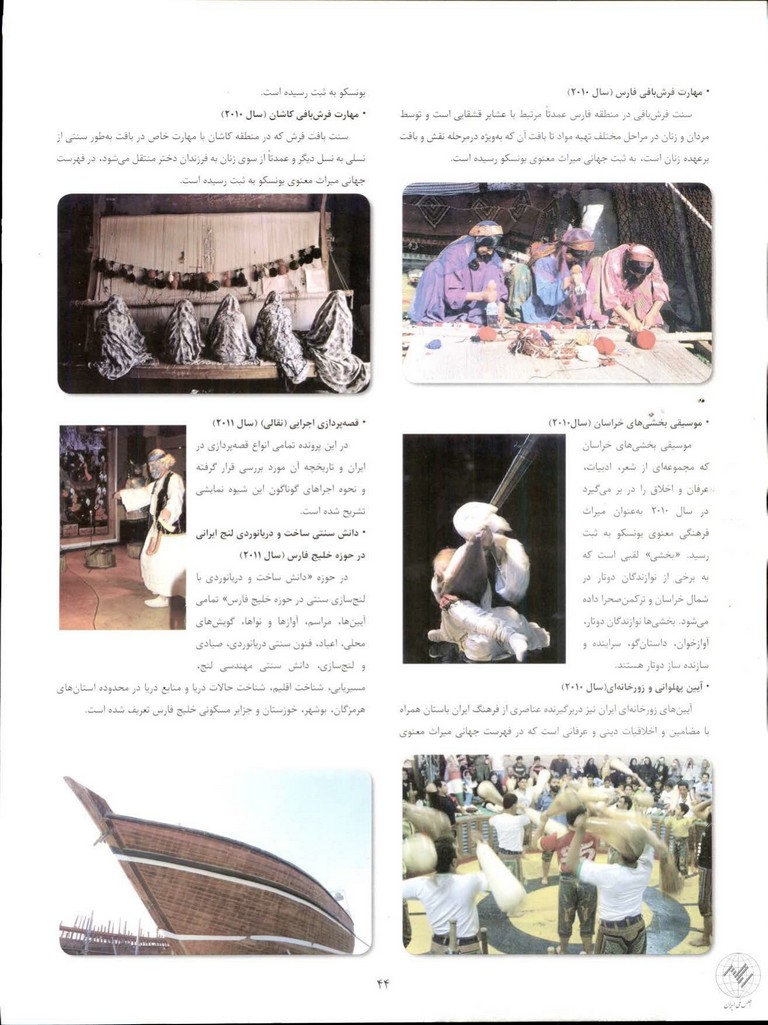 • مهارت فرش‌بافی فارس (سال ۲۰۱۰)
سنت فرش‌بافی در منطقه فارس عمدتاً مرتبط با عشایر قشقایی است و توسط
مردان و زنان در مراحل مختلف تهیه مواد تا بافت آن که به‌ویژه درمرحله نقش و بافت
برعهده زنان است، به ثبت جهانی میراث معنوی یونسکو رسیده است.
• موسیقی بخشی‌های خراسان (سال۲۰۱۰)
موسیقی بخشی‌های خراسان
که مجموعه‌ای از شعر، ادبیات،
عرفان و اخلاق را در بر می‌گیرد
در سال ۲۰۱۰ به‌عنوان میراث
فرهنگی معنوی یونسکو به ثبت
رسید. «بخشی» لقبی است که
به برخی از نوازندگان دوتار در
شمال خراسان و ترکمن‌صحرا داده
می‌شود. بخشی‌ها نوازندگان دوتار،
آوازخوان، داستان‌گو، سراینده و
سازنده ساز دوتار هستند.
• آیین پهلوانی و زورخانه‌ای(سال ۲۰۱۰)
آیین‌های زورخانه‌ای ایران نیز دربرگیرنده عناصری از فرهنگ ایران باستان همراه
با مضامین و اخلاقیات دینی و عرفانی است که در فهرست جهانی میراث معنوی
یونسکو به ثبت رسیده است.
• مهارت فرش‌بافی کاشان (سال ۲۰۱۰)
سنت بافت فرش که در منطقه کاشان با مهارت خاص در بافت به‌طور سنتی از
نسلی به نسل دیگر و عمدتاً از سوی زنان به فرزندان دختر منتقل می‌شود، در فهرست
جهانی میراث معنوی یونسکو به ثبت رسیده است.
• قصه‌پردازی اجرایی (نقالی) (سال ۲۰۱۱)
در این پرونده تمامی انواع قصه‌پردازی در
ایران و تاریخچه آن مورد بررسی قرار گرفته
و نحوه اجراهای گوناگون این شیوه نمایشی
تشریح شده است.
• دانش سنتی ساخت و دریانوردی لنج ایرانی
در حوزه خلیج فارس (سال ۲۰۱۱)
در حوزه «دانش ساخت و دریانوردی با
لنج‌سازی سنتی در حوزه خلیج فارس» تمامی
آیین‌ها، مراسم، آوازها و نواها، گویش‌های
محلی، اعیاد، فنون سنتی دریانوردی، صیادی
و لنج‌سازی، دانش سنتی مهندسی لنج،
مسیریابی، شناخت اقلیم، شناخت حالات دریا و منابع دریا در محدوده استان‌های
هرمزگان، بوشهر، خوزستان و جزایر مسکونی خلیج فارس تعریف شده است.
۴۴